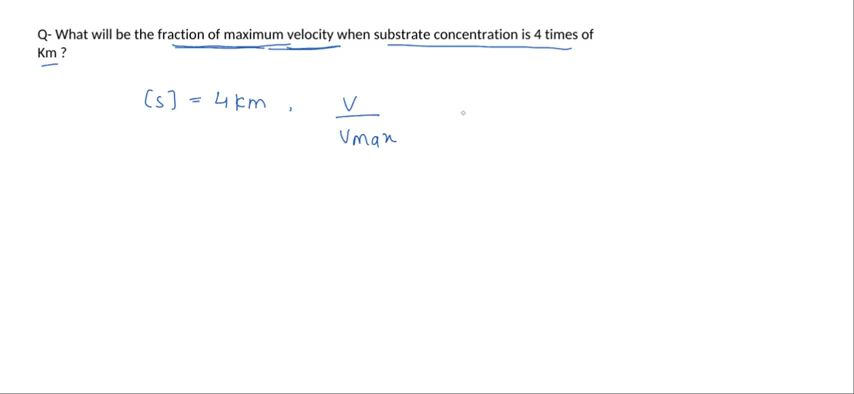 Q- What will be the fraction of maximum velocity when substrate concentration is 4 times of
Km ?
[s] = 4km , v
vmax